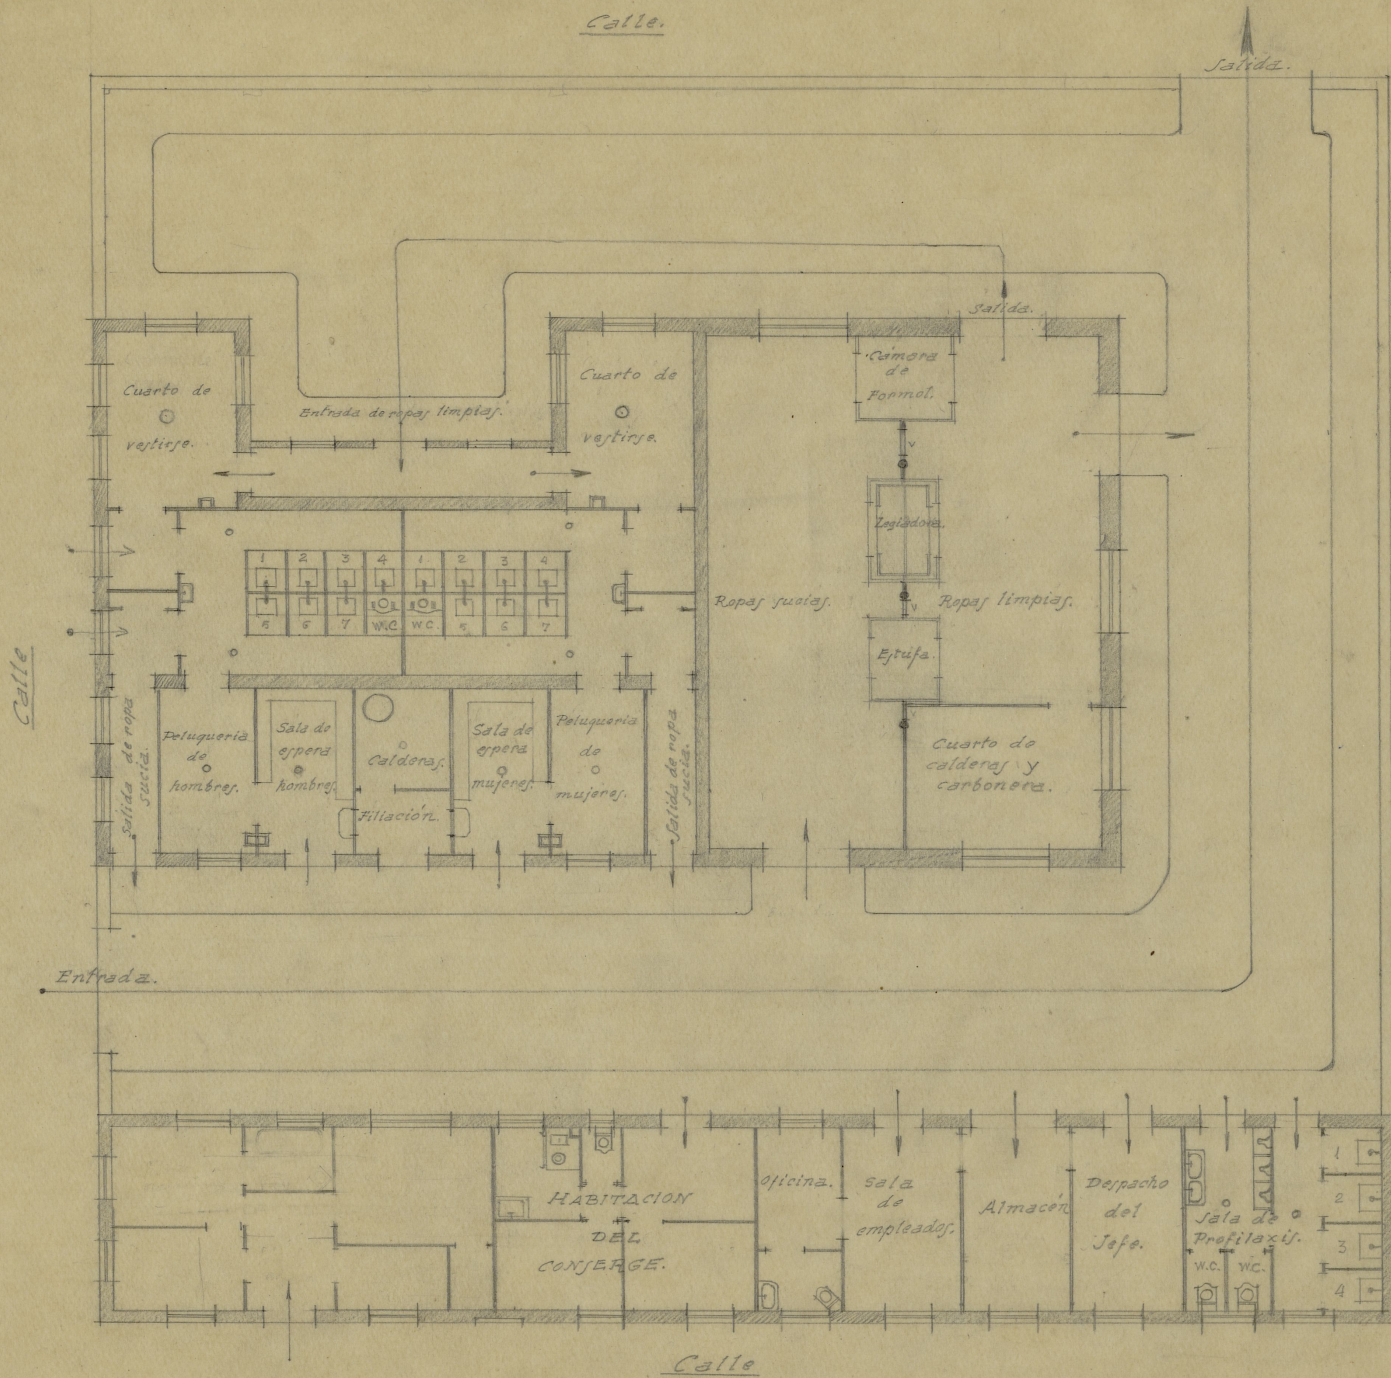 Calle.
Salida.
Salida.
Cámara
de
Formol.
Cuarto de
vestirse.
Entrada de ropas limpias.
Cuarto de
vestirse.
V
Legiadora.
1 2 3 4 1 2 3 4
5 6 7 W.C. W.C. 5 6 7
V
V
Ropas sucias.
V
Ropas limpias.
Estufa.
Calle
Salida de ropa
sucia.
Peluqueria
de
hombres.
Sala de
espera
hombres.
Calderas.
Filiación.
Sala de
espera
mujeres.
Peluqueria
de
mujeres.
Salida de ropa
sucia.
Cuarto de
calderas y
carbonera.
Entrada.
HABITACION
DEL
CONSERGE.
Oficina.
Sala
de
empleados.
Almacén
Despacho
del
Jefe.
Sala de
Profilaxis.
W.C. W.C.
1
2
3
4
Calle